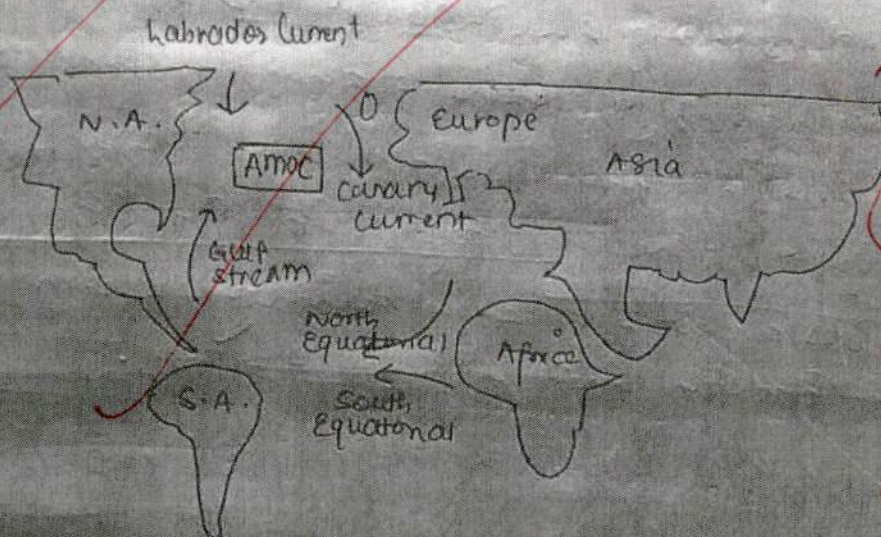 Labrador Current
N.A.
Europe
Asia
AMOC
Canary
Current
Gulf
stream
North
Equatorial
Africa
S.A.
South
Equatorial